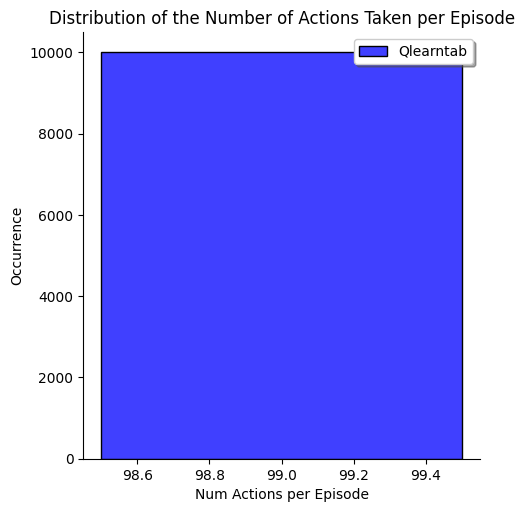 Distribution of the Number of Actions Taken per Episode
Qlearntab
10000
8000
6000
4000
2000
0
Occurrence
98.6 98.8 99.0 99.2 99.4
Num Actions per Episode